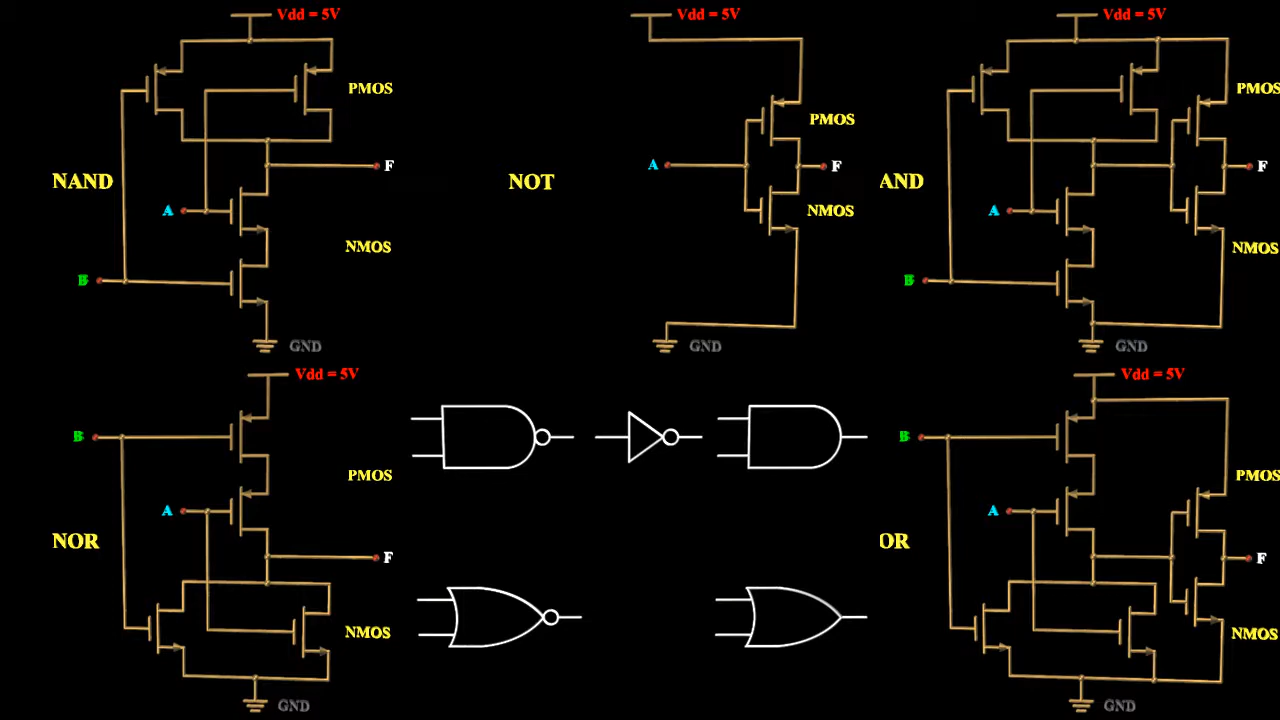 Vdd = 5V
PMOS
NAND
F
A
NMOS
B
GND
Vdd = 5V
PMOS
NOT
A
F
NMOS
GND
Vdd = 5V
PMOS
AND
F
A
NMOS
B
GND
Vdd = 5V
B
PMOS
A
NOR
F
NMOS
GND
Vdd = 5V
B
PMOS
A
OR
F
NMOS
GND